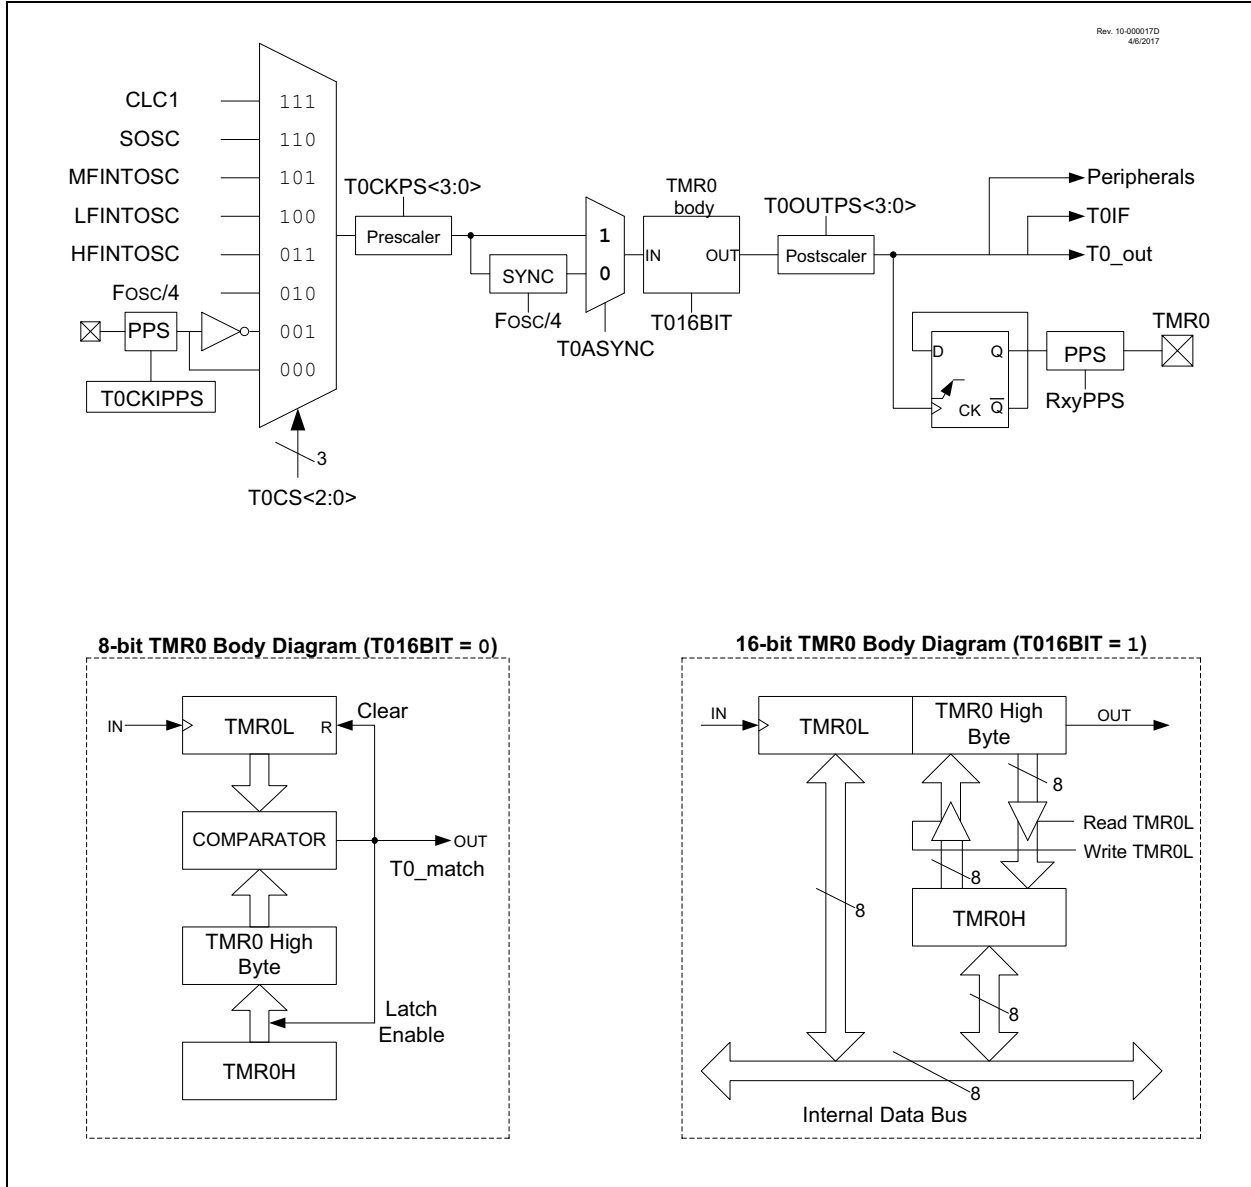 Rev. 10-000017D
4/6/2017
CLC1
111
SOSC
110
MFINTOSC
101
LFINTOSC
100
HFINTOSC
011
FOSC/4
010
PPS
001
000
T0CKIPPS
3
T0CS<2:0>
T0CKPS<3:0>
Prescaler
SYNC
FOSC/4
1
0
T0ASYNC
TMR0
body
IN
OUT
T016BIT
T0OUTPS<3:0>
Postscaler
Peripherals
T0IF
T0_out
D
Q
CK
Q
PPS
RxyPPS
TMR0
8-bit TMR0 Body Diagram (T016BIT = 0)
IN
TMR0L
R
Clear
COMPARATOR
OUT
T0_match
TMR0 High
Byte
Latch
Enable
TMR0H
16-bit TMR0 Body Diagram (T016BIT = 1)
IN
TMR0L
TMR0 High
Byte
OUT
8
Read TMR0L
Write TMR0L
8
8
TMR0H
8
8
Internal Data Bus